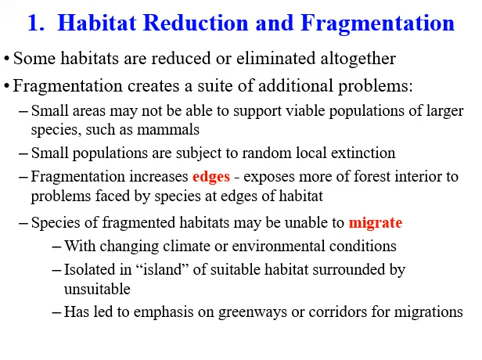 1. Habitat Reduction and Fragmentation
• Some habitats are reduced or eliminated altogether
• Fragmentation creates a suite of additional problems:
– Small areas may not be able to support viable populations of larger
species, such as mammals
– Small populations are subject to random local extinction
– Fragmentation increases edges - exposes more of forest interior to
problems faced by species at edges of habitat
– Species of fragmented habitats may be unable to migrate
– With changing climate or environmental conditions
– Isolated in “island” of suitable habitat surrounded by
unsuitable
– Has led to emphasis on greenways or corridors for migrations